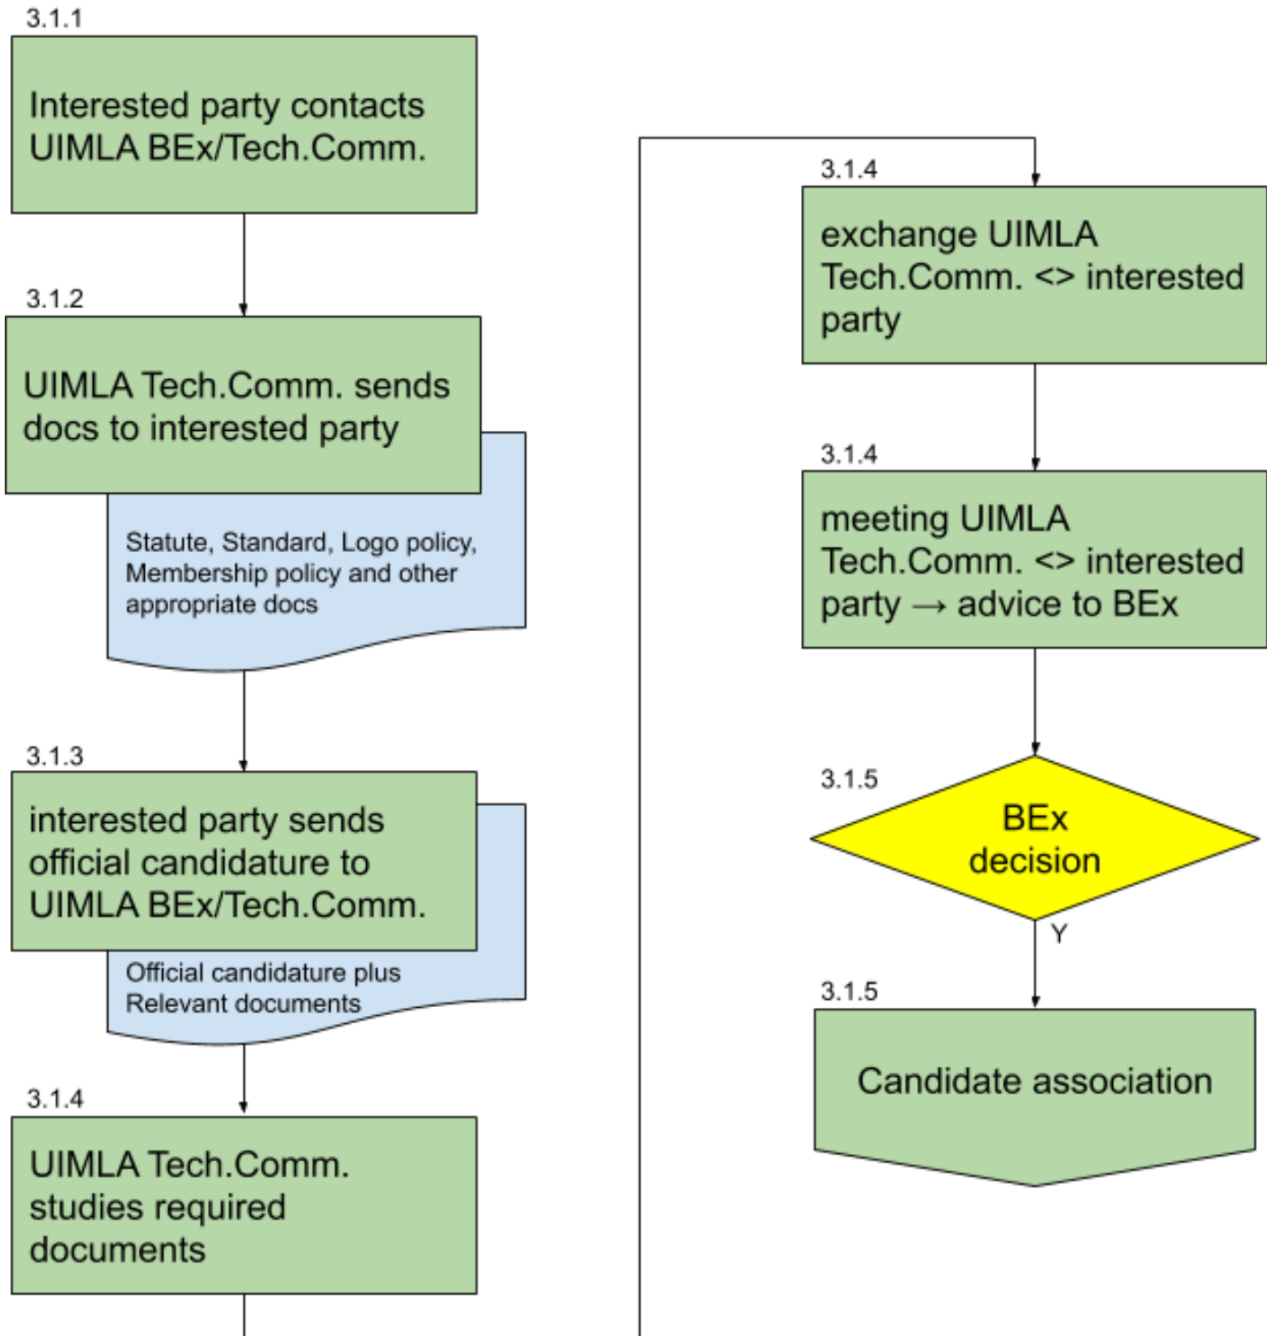 3.1.1
Interested party contacts
UIMLA BEx/Tech.Comm.
3.1.2
UIMLA Tech.Comm. sends
docs to interested party
Statute, Standard, Logo policy,
Membership policy and other
appropriate docs
3.1.3
interested party sends
official candidature to
UIMLA BEx/Tech.Comm.
Official candidature plus
Relevant documents
3.1.4
UIMLA Tech.Comm.
studies required
documents
3.1.4
exchange UIMLA
Tech.Comm. <> interested
party
3.1.4
meeting UIMLA
Tech.Comm. <> interested
party → advice to BEx
3.1.5
BEx
decision
Y
3.1.5
Candidate association